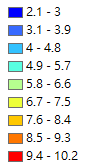 2.1 - 3
3.1 - 3.9
4 - 4.8
4.9 - 5.7
5.8 - 6.6
6.7 - 7.5
7.6 - 8.4
8.5 - 9.3
9.4 - 10.2